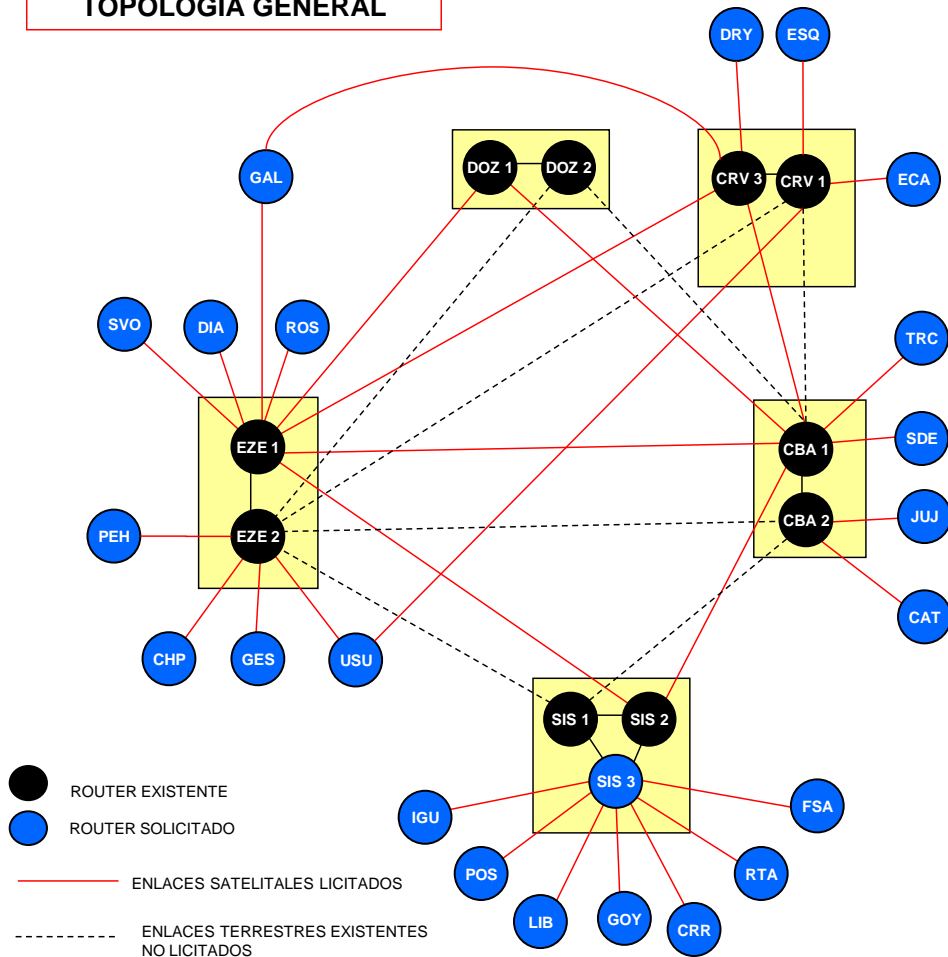 TOPOLOGÍA GENERAL
DRY
ESQ
GAL
DOZ 1
DOZ 2
CRV 3
CRV 1
ECA
SVO
DIA
ROS
TRC
EZE 1
CBA 1
SDE
PEH
EZE 2
CBA 2
JUJ
CHP
GES
USU
CAT
SIS 1
SIS 2
SIS 3
ROUTER EXISTENTE
IGU
FSA
ROUTER SOLICITADO
POS
RTA
ENLACES SATELITALES LICITADOS
LIB
GOY
CRR
ENLACES TERRESTRES EXISTENTES
NO LICITADOS